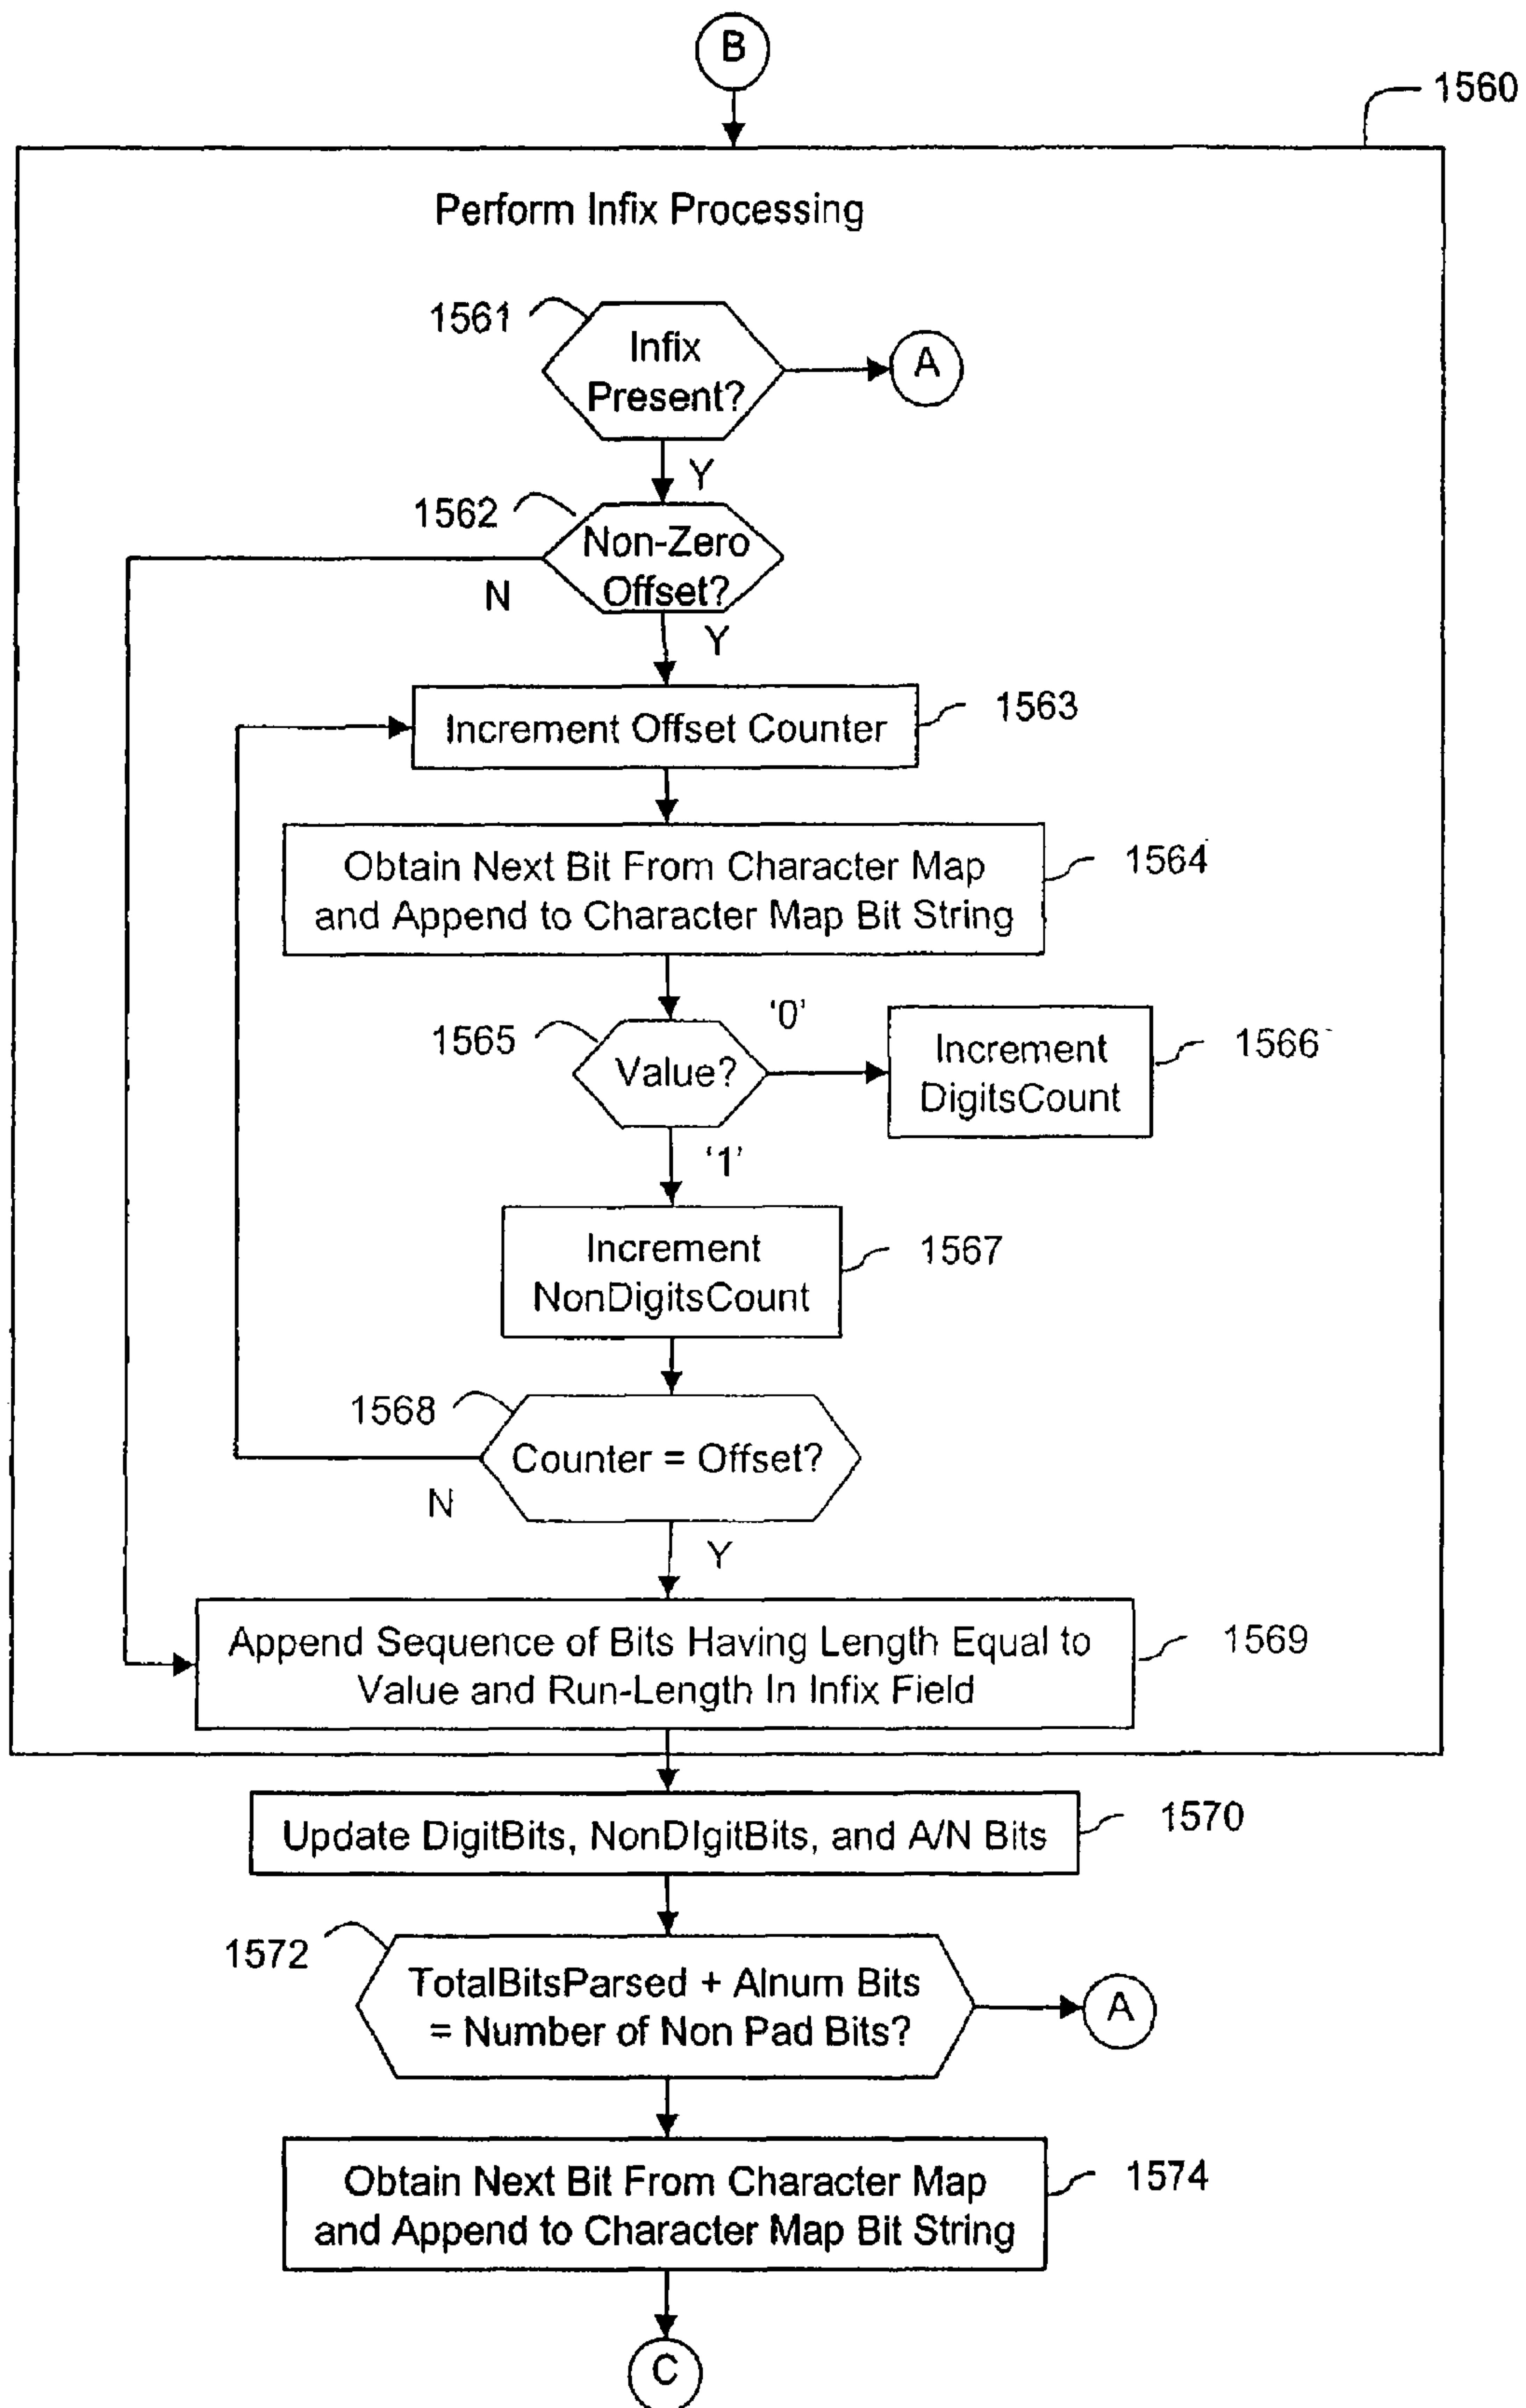 B
1560
Perform Infix Processing
1561
Infix
Present?
A
Y
1562
Non-Zero
Offset?
N
Y
Increment Offset Counter
1563
Obtain Next Bit From Character Map
and Append to Character Map Bit String
1564
1565
Value?
'0'
Increment
DigitsCount
1566
'1'
Increment
NonDigitsCount
1567
1568
Counter = Offset?
N
Y
Append Sequence of Bits Having Length Equal to
Value and Run-Length In Infix Field
1569
Update DigitBits, NonDIgitBits, and A/N Bits
1570
1572
TotalBitsParsed + Alnum Bits
= Number of Non Pad Bits?
A
Obtain Next Bit From Character Map
and Append to Character Map Bit String
1574
C